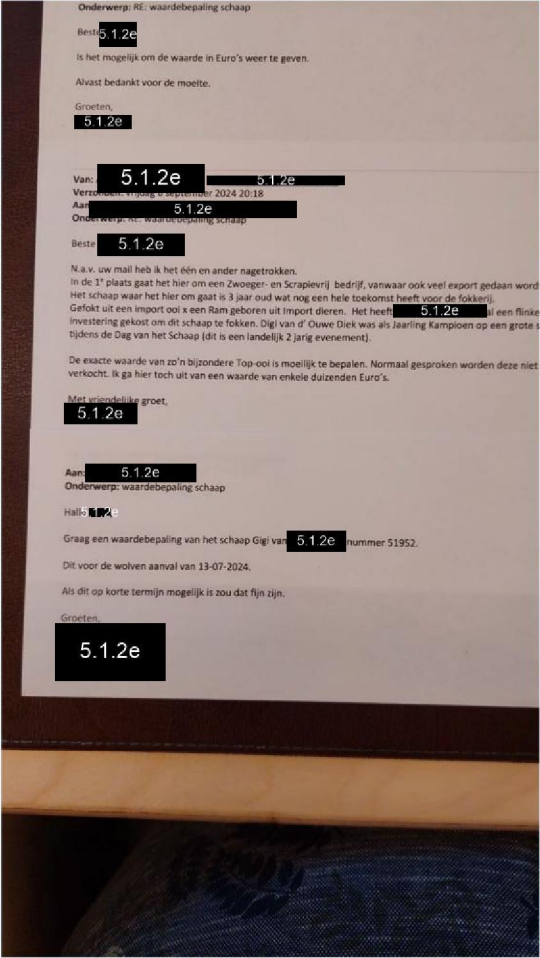 Onderwerp: RE: waardebepaling schaap
Beste 5.1.2e
Is het mogelijk om de waarde in Euro's weer te geven.
Alvast bedankt voor de moeite.
Groeten,
5.1.2e
Van: 5.1.2e 5.1.2e
Verzonden: vrijdag 6 september 2024 20:18
Aan 5.1.2e
Onderwerp: RE: waardebepaling schaap
Beste 5.1.2e
N.a.v. uw mail heb ik het één en ander nagetrokken.
In de 1e plaats gaat het hier om een Zwoeger- en Scrapievrij bedrijf, vanwaar ook veel export gedaan word
Het schaap waar het hier om gaat is 3 jaar oud wat nog een hele toekomst heeft voor de fokkerij.
Gefokt uit een import ooi x een Ram geboren uit Import dieren. Het heeft 5.1.2e al een flinke
investering gekost om dit schaap te fokken. Digi van d' Ouwe Diek was als Jaarling Kampioen op een grote s
tijdens de Dag van het Schaap (dit is een landelijk 2 jarig evenement).
De exacte waarde van zo'n bijzondere Top-ooi is moeilijk te bepalen. Normaal gesproken worden deze niet
verkocht. Ik ga hier toch uit van een waarde van enkele duizenden Euro's.
Met vriendelijke groet,
5.1.2e
Aan: 5.1.2e
Onderwerp: waardebepaling schaap
Hall 5.1.2e
Graag een waardebepaling van het schaap Gigi van 5.1.2e nummer 51952.
Dit voor de wolven aanval van 13-07-2024.
Als dit op korte termijn mogelijk is zou dat fijn zijn.
Groeten,
5.1.2e